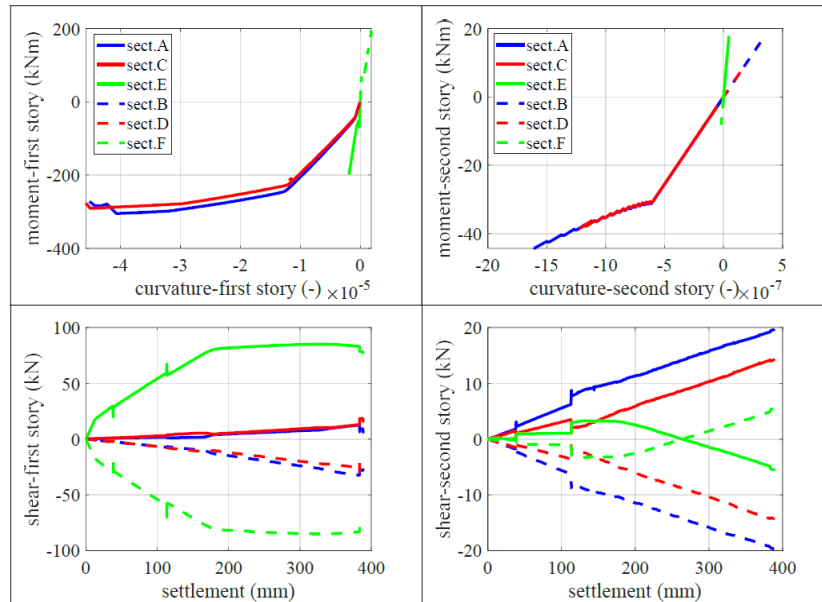 moment-first story (kNm)
200
0
-200
-400
sect.A
sect.C
sect.E
sect.B
sect.D
sect.F
-4 -3 -2 -1 0
curvature-first story (-) ×10-5
moment-second story (kNm)
40
20
0
-20
-40
sect.A
sect.C
sect.E
sect.B
sect.D
sect.F
-20 -15 -10 -5 0 5
curvature-second story (-) ×10-7
shear-first story (kN)
100
50
0
-50
-100
0 100 200 300 400
settlement (mm)
shear-second story (kN)
20
10
0
-10
-20
0 100 200 300 400
settlement (mm)